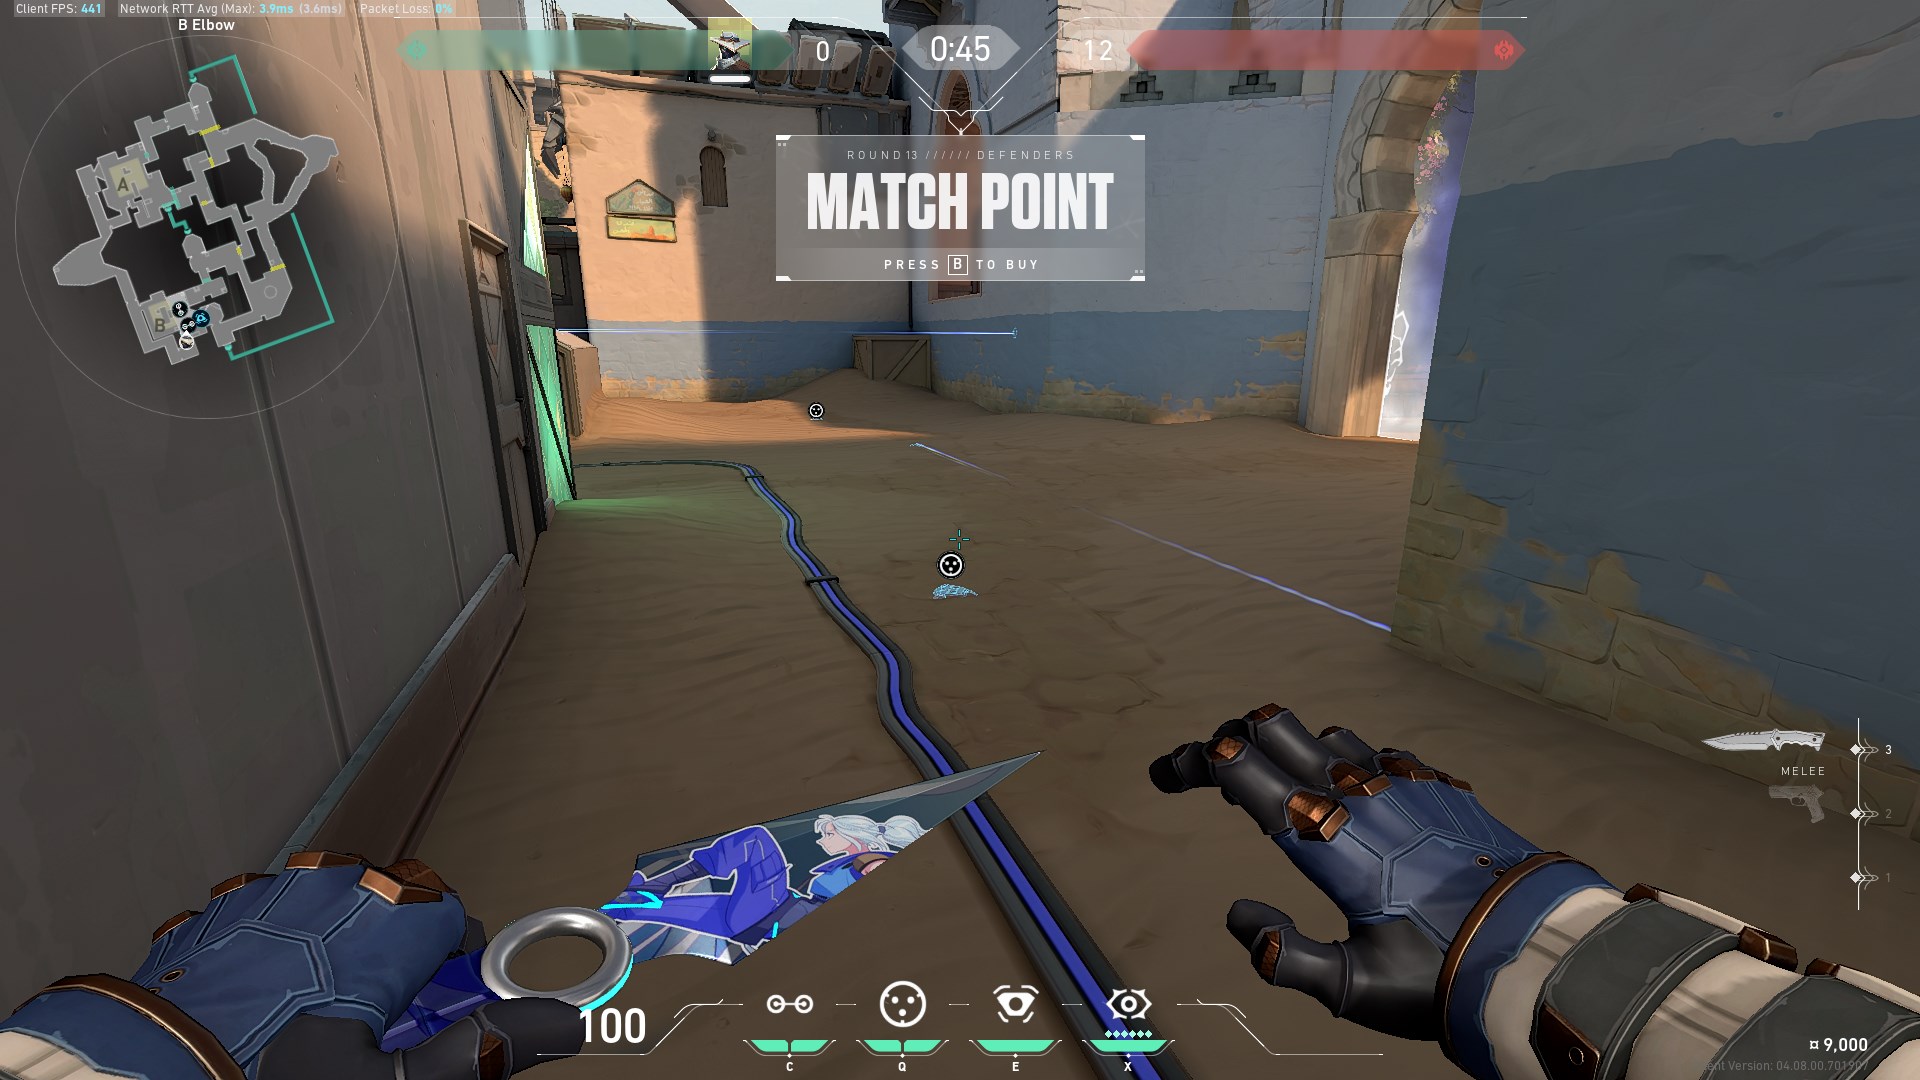 Client FPS: 441 Network RTT Avg (Max): 3.9ms (3.6ms) Packet Loss: 0%
B Elbow
0 0:45 12
A
B
ROUND 13 ////// DEFENDERS
MATCH POINT
PRESS B TO BUY
3
MELEE
2
1
100
C Q E X
¤ 9,000